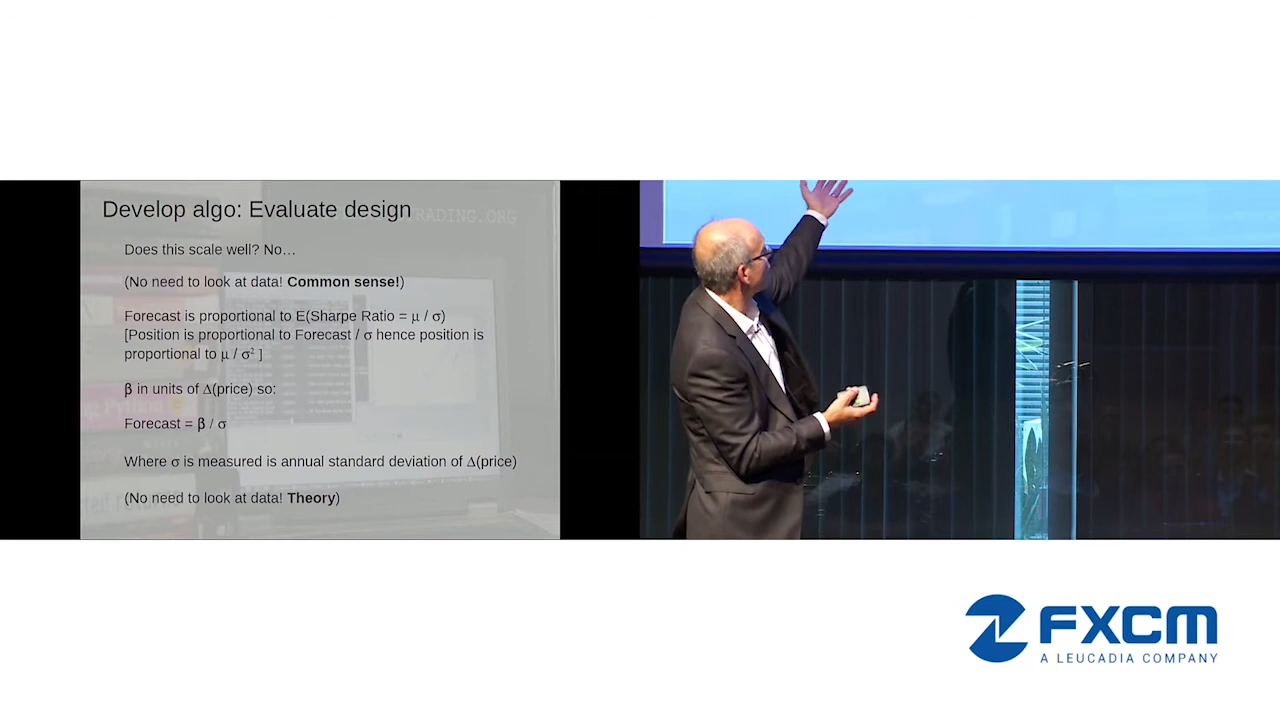 Develop algo: Evaluate design
TRADING.ORG
Does this scale well? No…
(No need to look at data! Common sense!)
Forecast is proportional to E(Sharpe Ratio = μ / σ)
[Position is proportional to Forecast / σ hence position is
proportional to μ / σ² ]
β in units of Δ(price) so:
Forecast = β / σ
Where σ is measured is annual standard deviation of Δ(price)
(No need to look at data! Theory)
FXCM
A LEUCADIA COMPANY